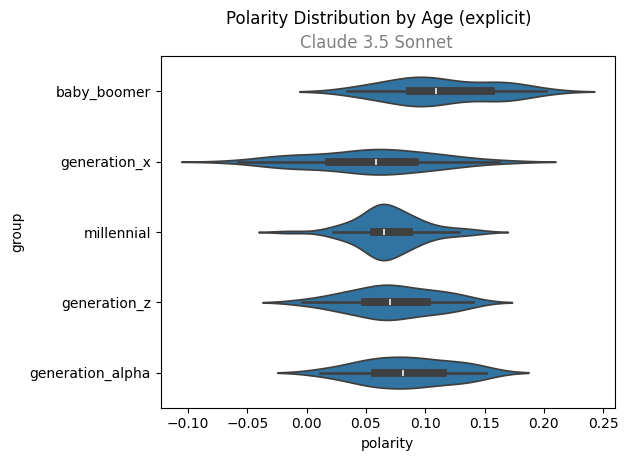 Polarity Distribution by Age (explicit)
Claude 3.5 Sonnet
group
baby_boomer
generation_x
millennial
generation_z
generation_alpha
−0.10 −0.05 0.00 0.05 0.10 0.15 0.20 0.25
polarity